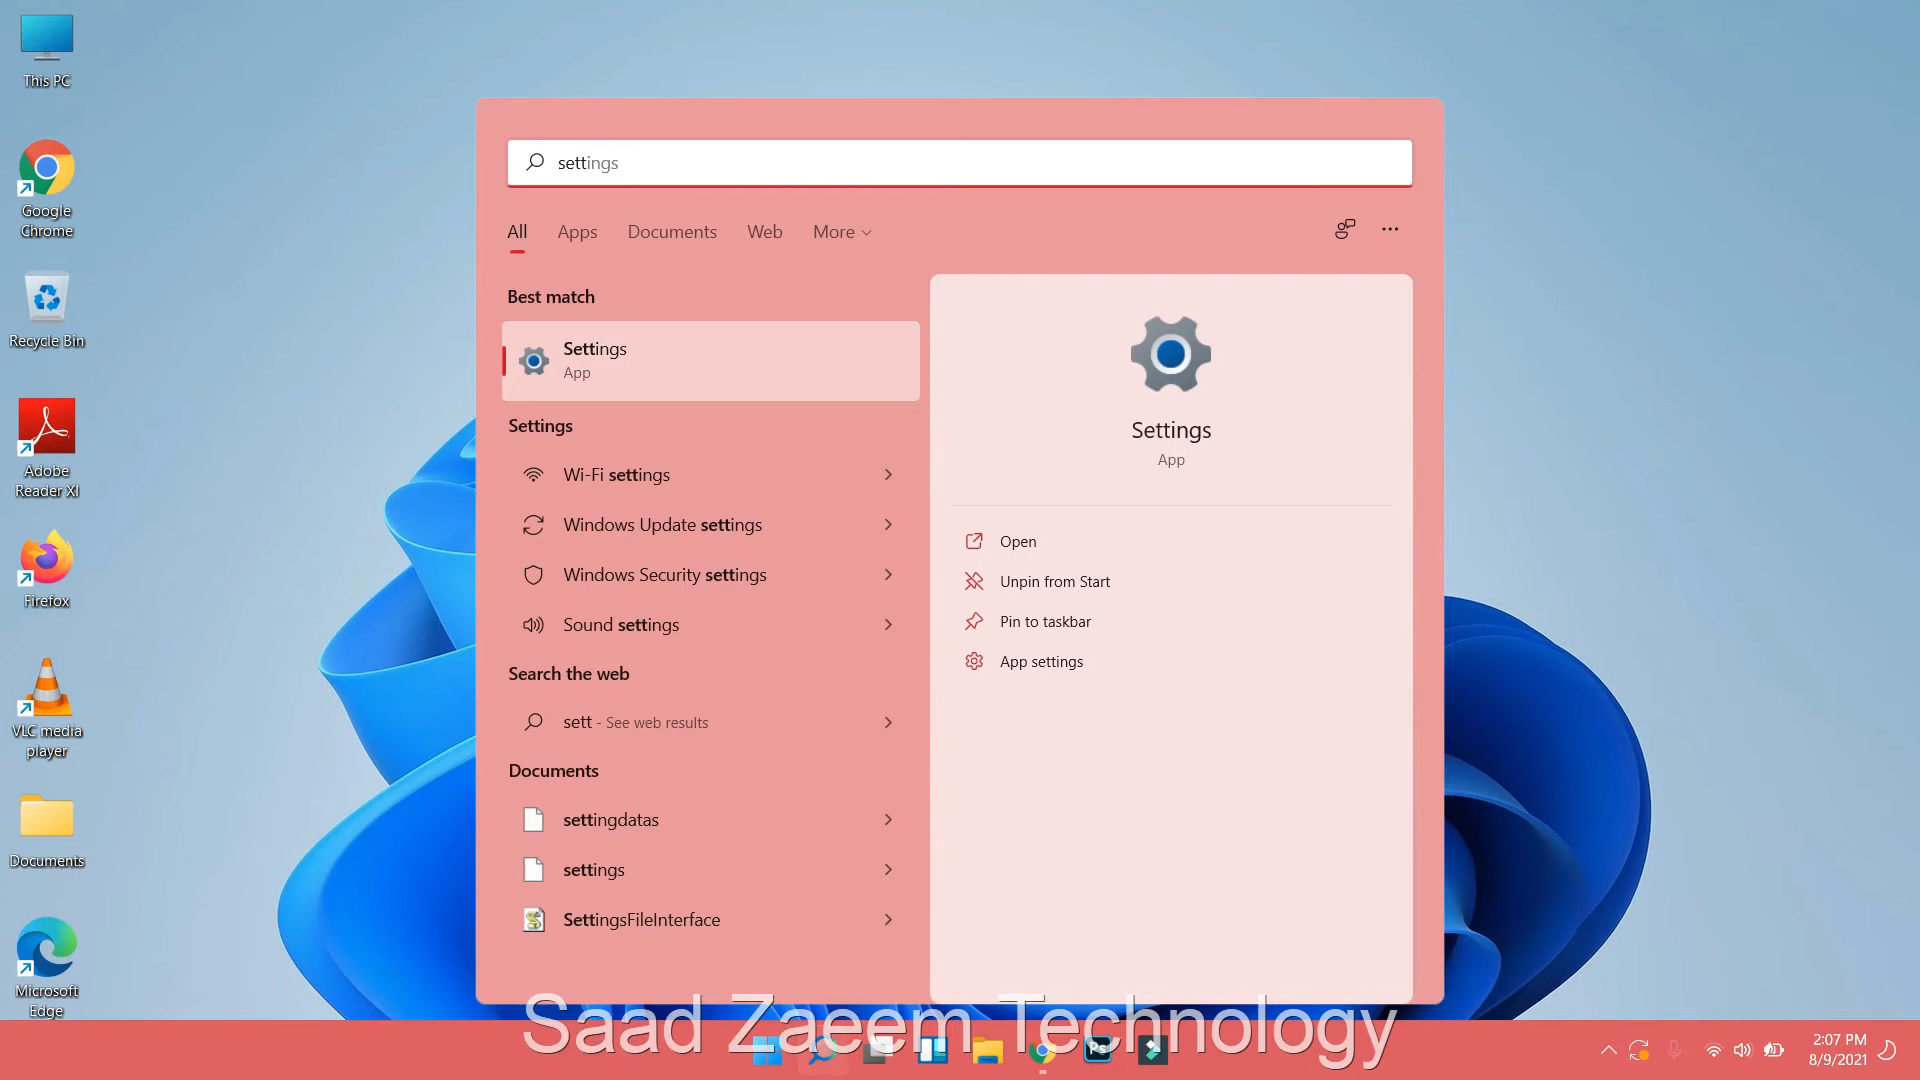 This PC
Google
Chrome
Recycle Bin
Adobe
Reader XI
Firefox
VLC media
player
Documents
Microsoft
Edge
settings
All Apps Documents Web More
Best match
Settings
App
Settings
Wi-Fi settings
Windows Update settings
Windows Security settings
Sound settings
Search the web
sett - See web results
Documents
settingdatas
settings
SettingsFileInterface
Settings
App
Open
Unpin from Start
Pin to taskbar
App settings
Saad Zaeem Technology
Ps
2:07 PM
8/9/2021